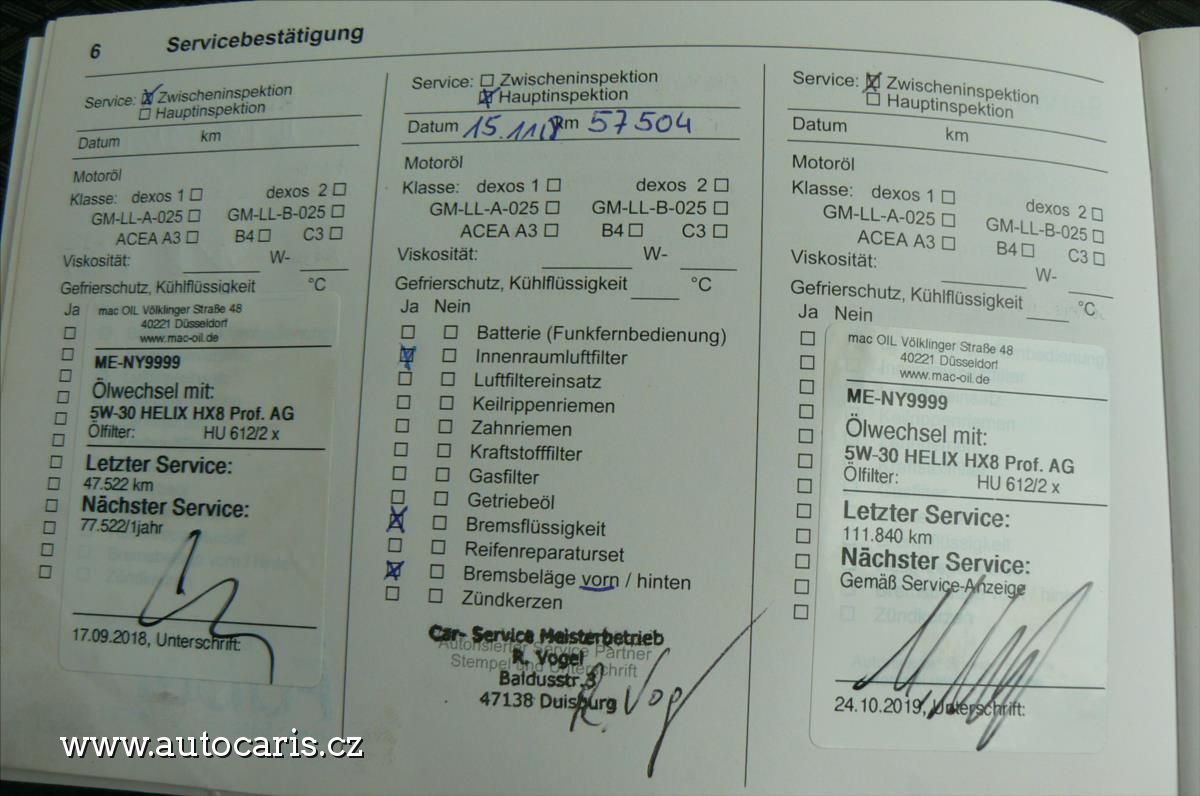 6 Servicebestätigung
Service: Zwischeninspektion
Hauptinspektion
Datum km
Motoröl
Klasse: dexos 1 dexos 2
GM-LL-A-025 GM-LL-B-025
ACEA A3 B4 C3
Viskosität: W-
Gefrierschutz, Kühlflüssigkeit °C
Ja
mac OIL Völklinger Straße 48
40221 Düsseldorf
www.mac-oil.de
ME-NY9999
Ölwechsel mit:
5W-30 HELIX HX8 Prof. AG
Ölfilter: HU 612/2 x
Letzter Service:
47.522 km
Nächster Service:
77.522/1jahr
17.09.2018, Unterschrift:
Service: Zwischeninspektion
Hauptinspektion
Datum 15.11.18 km 57504
Motoröl
Klasse: dexos 1 dexos 2
GM-LL-A-025 GM-LL-B-025
ACEA A3 B4 C3
Viskosität: W-
Gefrierschutz, Kühlflüssigkeit °C
Ja Nein
Batterie (Funkfernbedienung)
Innenraumluftfilter
Luftfiltereinsatz
Keilrippenriemen
Zahnriemen
Kraftstofffilter
Gasfilter
Getriebeöl
Bremsflüssigkeit
Reifenreparaturset
Bremsbeläge vorn / hinten
Zündkerzen
Car- Service Meisterbetrieb
Autorisierter Service Partner
R. Vogel
Stempel und Unterschrift
Baldusstr.3
47138 Duisburg
R. Vogel
Service: Zwischeninspektion
Hauptinspektion
Datum km
Motoröl
Klasse: dexos 1 dexos 2
GM-LL-A-025 GM-LL-B-025
ACEA A3 B4 C3
Viskosität: W-
Gefrierschutz, Kühlflüssigkeit °C
Ja Nein
mac OIL Völklinger Straße 48
40221 Düsseldorf
www.mac-oil.de
ME-NY9999
Ölwechsel mit:
5W-30 HELIX HX8 Prof. AG
Ölfilter: HU 612/2 x
Letzter Service:
111.840 km
Nächster Service:
Gemäß Service-Anzeige
24.10.2019, Unterschrift:
www.autocaris.cz